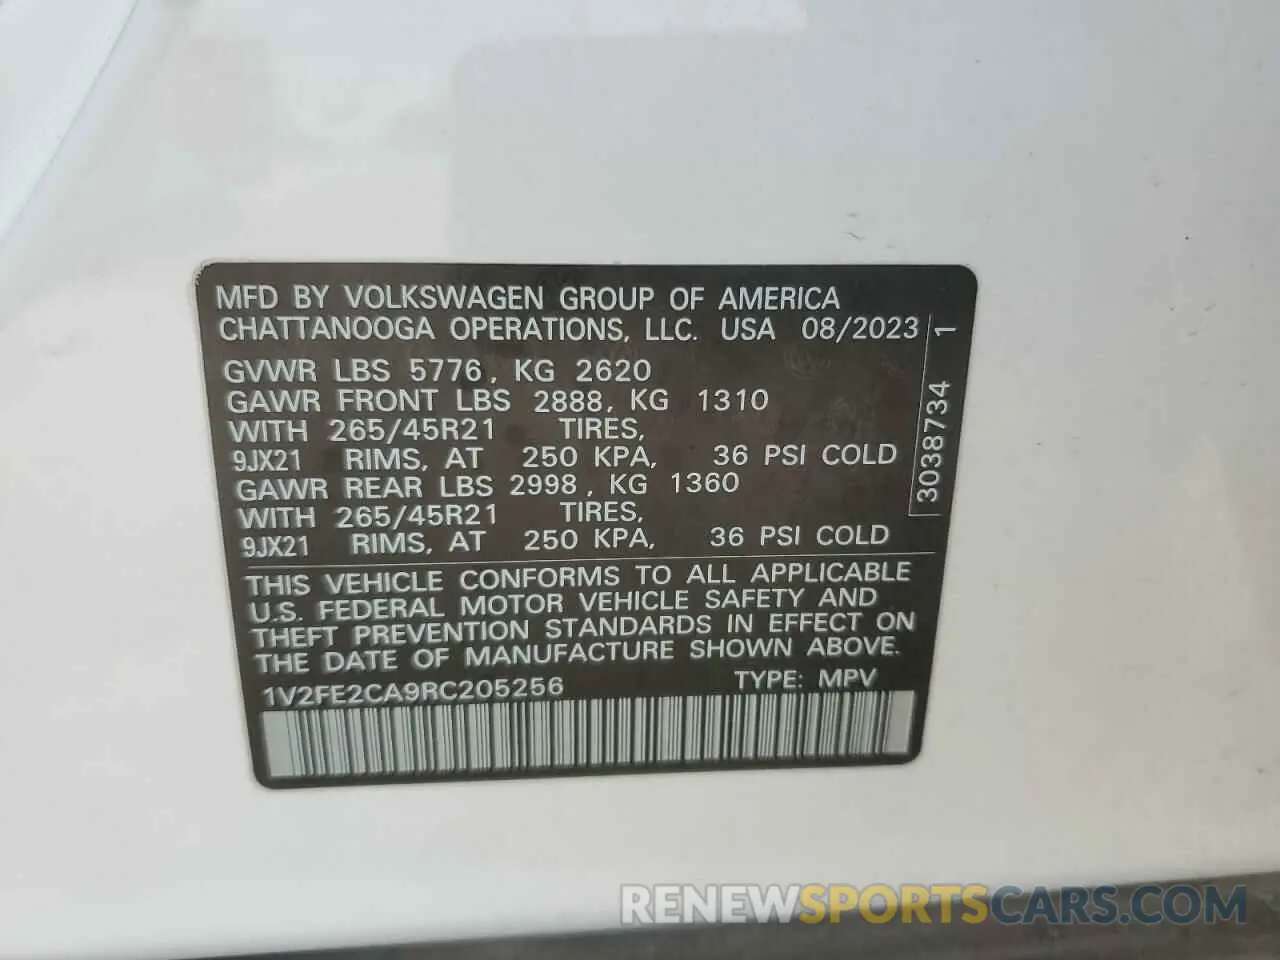 MFD BY VOLKSWAGEN GROUP OF AMERICA
CHATTANOOGA OPERATIONS, LLC. USA 08/2023
GVWR LBS 5776, KG 2620
GAWR FRONT LBS 2888, KG 1310
WITH 265/45R21 TIRES,
9JX21 RIMS, AT 250 KPA, 36 PSI COLD
GAWR REAR LBS 2998, KG 1360
WITH 265/45R21 TIRES,
9JX21 RIMS, AT 250 KPA, 36 PSI COLD
3038734 1
THIS VEHICLE CONFORMS TO ALL APPLICABLE
U.S. FEDERAL MOTOR VEHICLE SAFETY AND
THEFT PREVENTION STANDARDS IN EFFECT ON
THE DATE OF MANUFACTURE SHOWN ABOVE.
1V2FE2CA9RC205256 TYPE: MPV
RENEWSPORTSCARS.COM